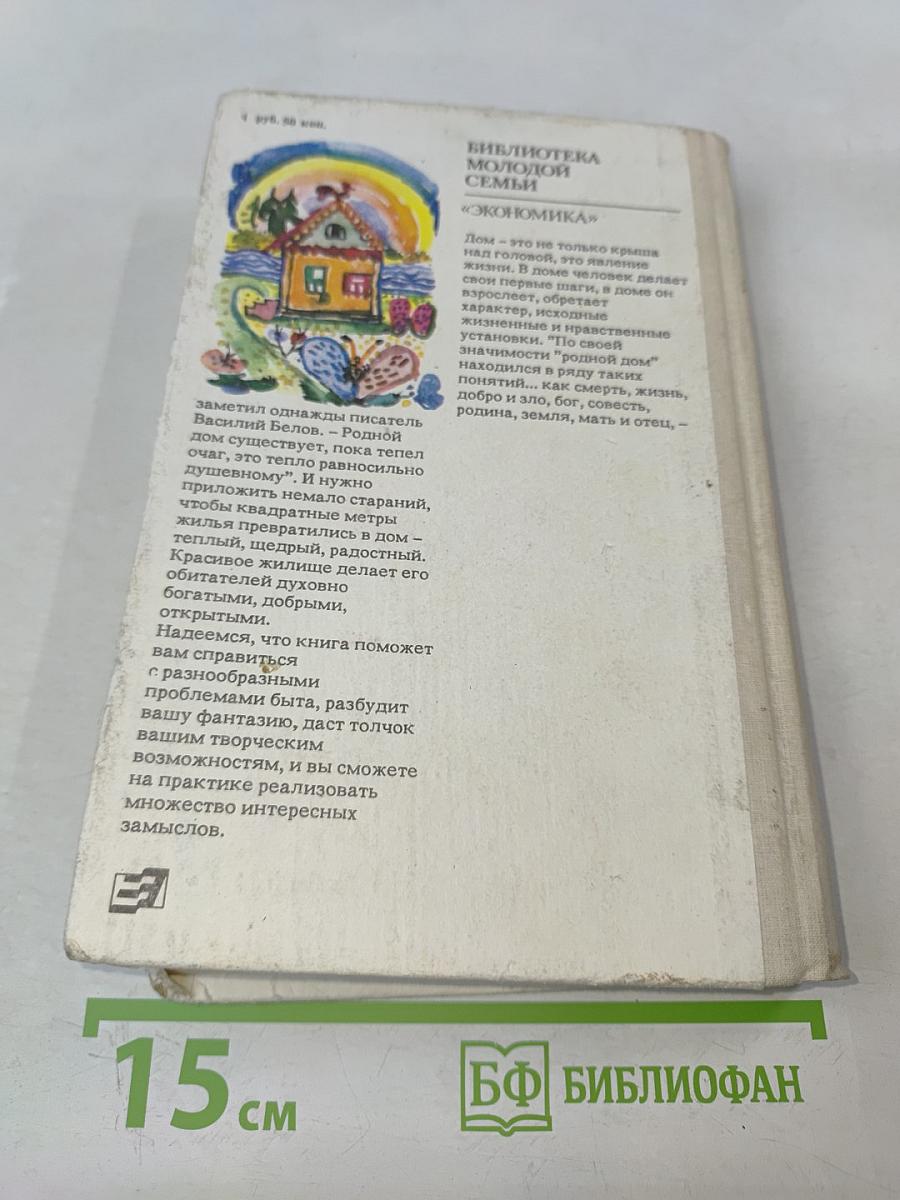 руб. коп.
БИБЛИОТЕКА
МОЛОДОЙ
СЕМЬИ
«ЭКОНОМИКА»
Дом – это не только крыша
над головой, это явление
жизни. В доме человек делает
свои первые шаги, в доме он
взрослеет, обретает
характер, исходные
жизненные и нравственные
установки. "По своей
значимости "родной дом"
находился в ряду таких
понятий... как смерть, жизнь,
добро и зло, бог, совесть,
родина, земля, мать и отец, –
заметил однажды писатель
Василий Белов. – Родной
дом существует, пока тепел
очаг, это тепло равносильно
душевному". И нужно
приложить немало стараний,
чтобы квадратные метры
жилья превратились в дом –
теплый, щедрый, радостный.
Красивое жилище делает его
обитателей духовно
богатыми, добрыми,
открытыми.
Надеемся, что книга поможет
вам справиться
с разнообразными
проблемами быта, разбудит
вашу фантазию, даст толчок
вашим творческим
возможностям, и вы сможете
на практике реализовать
множество интересных
замыслов.
15 см
БФ БИБЛИОФАН